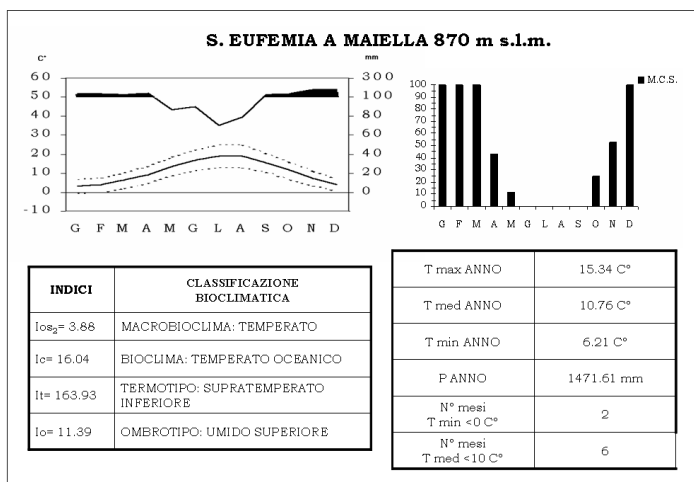 S. EUFEMIA A MAIELLA 870 m s.l.m.
C° mm
60 300
50 100
40 80
30 60
20 40
10 20
0 0
-10
G F M A M G L A S O N D
M.C.S.
100
90
80
70
60
50
40
30
20
10
0
G F M A M G L A S O N D
INDICI CLASSIFICAZIONE
BIOCLIMATICA
Ios2= 3.88 MACROBIOCLIMA: TEMPERATO
Ic= 16.04 BIOCLIMA: TEMPERATO OCEANICO
It= 163.93 TERMOTIPO: SUPRATEMPERATO
INFERIORE
Io= 11.39 OMBROTIPO: UMIDO SUPERIORE
T max ANNO 15.34 C°
T med ANNO 10.76 C°
T min ANNO 6.21 C°
P ANNO 1471.61 mm
N° mesi
T min <0 C° 2
N° mesi
T med <10 C° 6